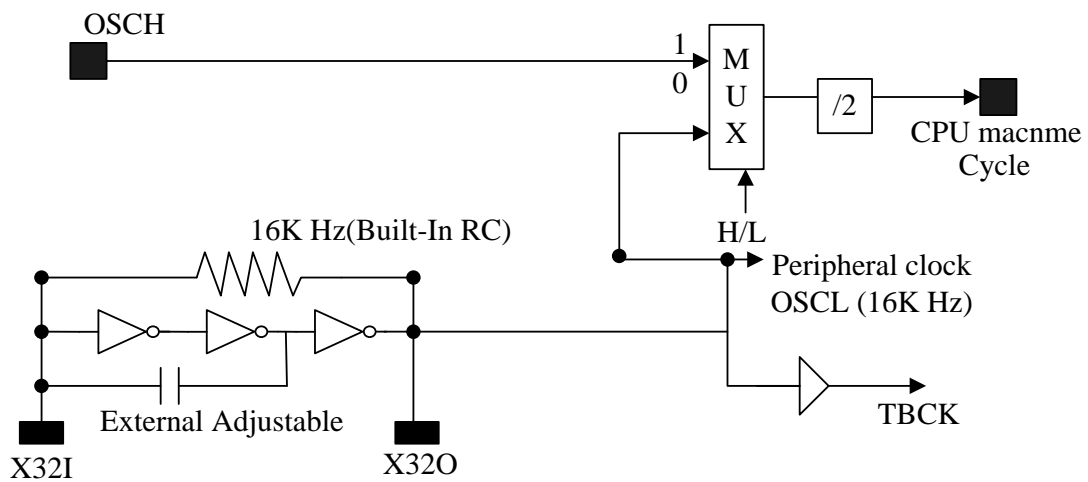 OSCH
1
0
M
U
X
/2
CPU macnme
Cycle
H/L
16K Hz(Built-In RC)
Peripheral clock
OSCL (16K Hz)
External Adjustable
TBCK
X32I
X32O